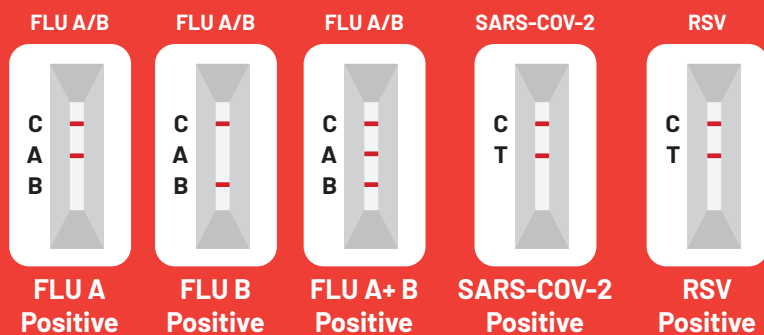 FLU A/B
FLU A/B
FLU A/B
SARS-COV-2
RSV
C
A
B
C
A
B
C
A
B
C
T
C
T
FLU A
Positive
FLU B
Positive
FLU A+ B
Positive
SARS-COV-2
Positive
RSV
Positive